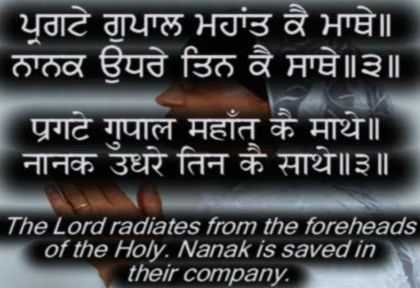 ਪ੍ਰਗਟੇ ਗੁਪਾਲ ਮਹਾਂਤ ਕੈ ਮਾਥੇ॥
ਨਾਨਕ ਉਧਰੇ ਤਿਨ ਕੈ ਸਾਥੇ॥੩॥
प्रगटे गुपाल महाँत कै माथे॥
नानक उधरे तिन कै साथे॥३॥
The Lord radiates from the foreheads
of the Holy. Nanak is saved in
their company.